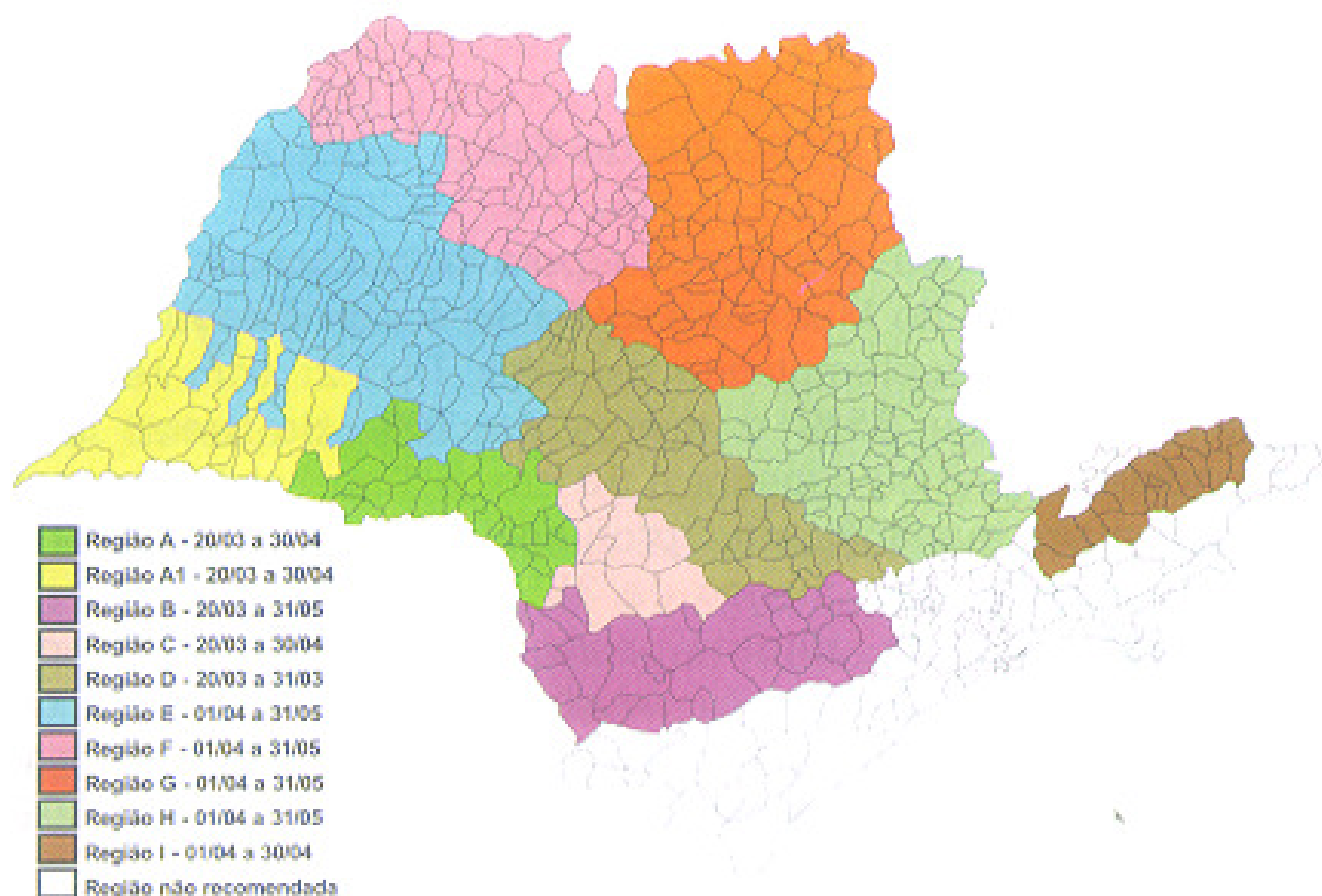 Região A - 20/03 a 30/04
Região A1 - 20/03 a 30/04
Região B - 20/03 a 31/05
Região C - 20/03 a 30/04
Região D - 20/03 a 31/03
Região E - 01/04 a 31/05
Região F - 01/04 a 31/05
Região G - 01/04 a 31/05
Região H - 01/04 a 31/05
Região I - 01/04 a 30/04
Região não recomendada